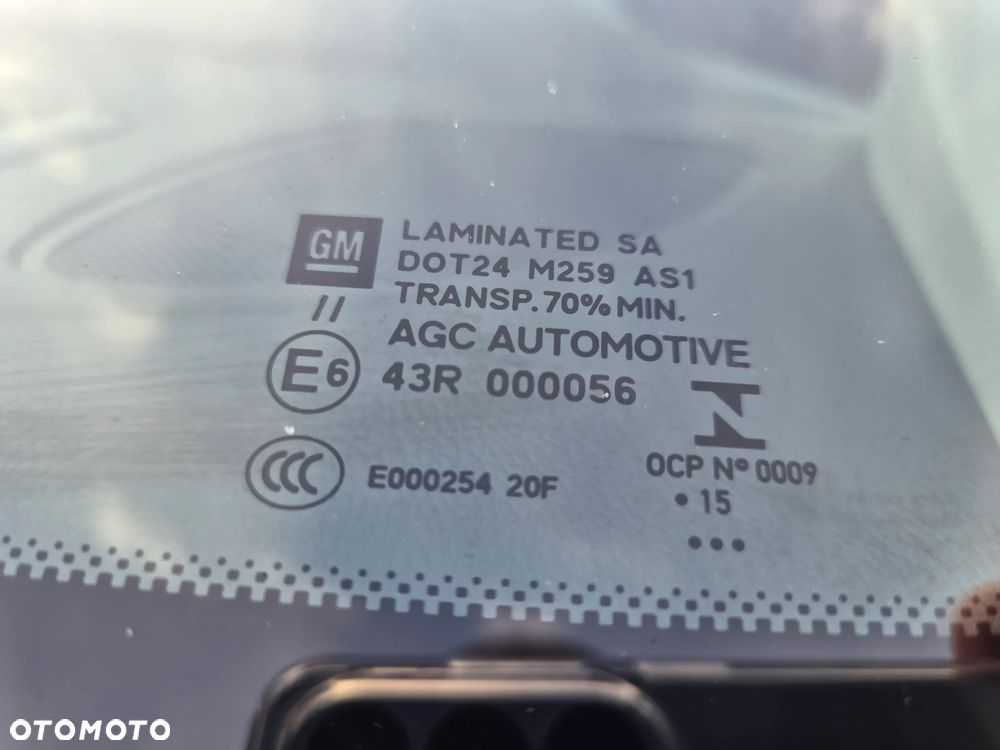 GM
LAMINATED SA
DOT24 M259 AS1
TRANSP.70% MIN.
//
AGC AUTOMOTIVE
E6
43R 000056
CCC
E000254 20F
OCP Nº 0009
• 15
•••
OTOMOTO